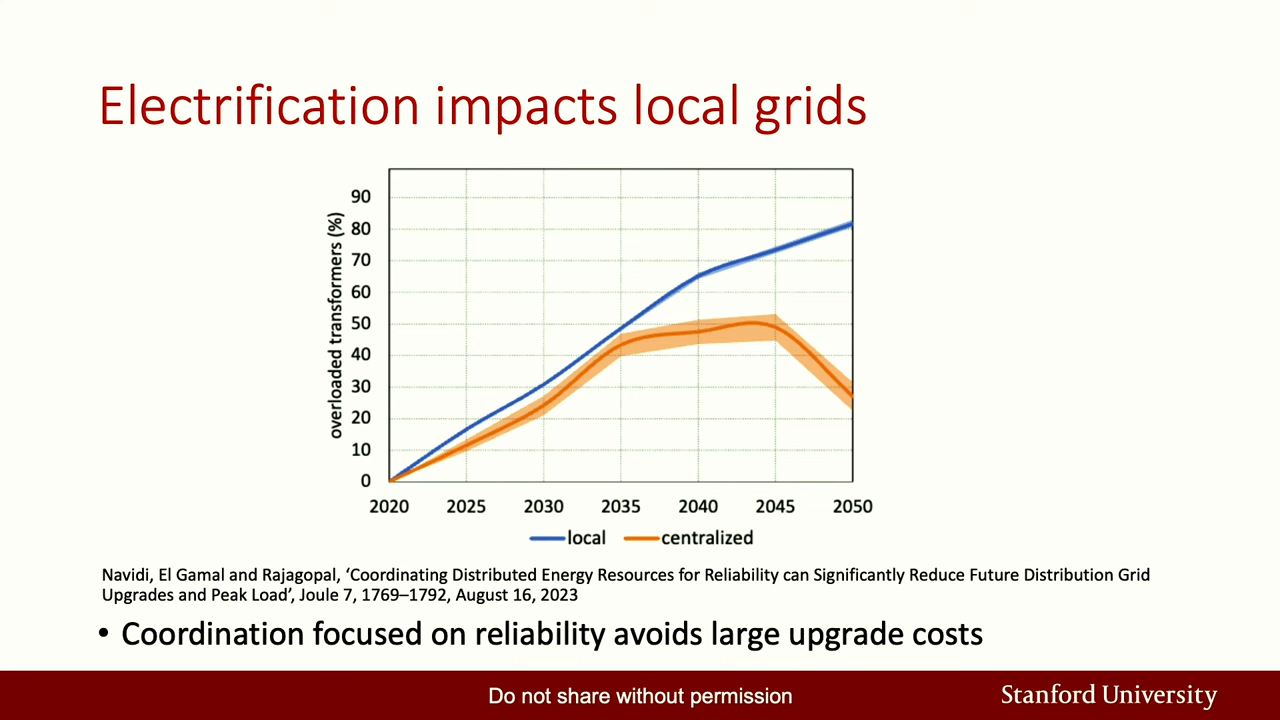 Electrification impacts local grids
overloaded transformers (%)
90
80
70
60
50
40
30
20
10
0
2020 2025 2030 2035 2040 2045 2050
local centralized
Navidi, El Gamal and Rajagopal, ‘Coordinating Distributed Energy Resources for Reliability can Significantly Reduce Future Distribution Grid
Upgrades and Peak Load’, Joule 7, 1769–1792, August 16, 2023
• Coordination focused on reliability avoids large upgrade costs
Do not share without permission
Stanford University